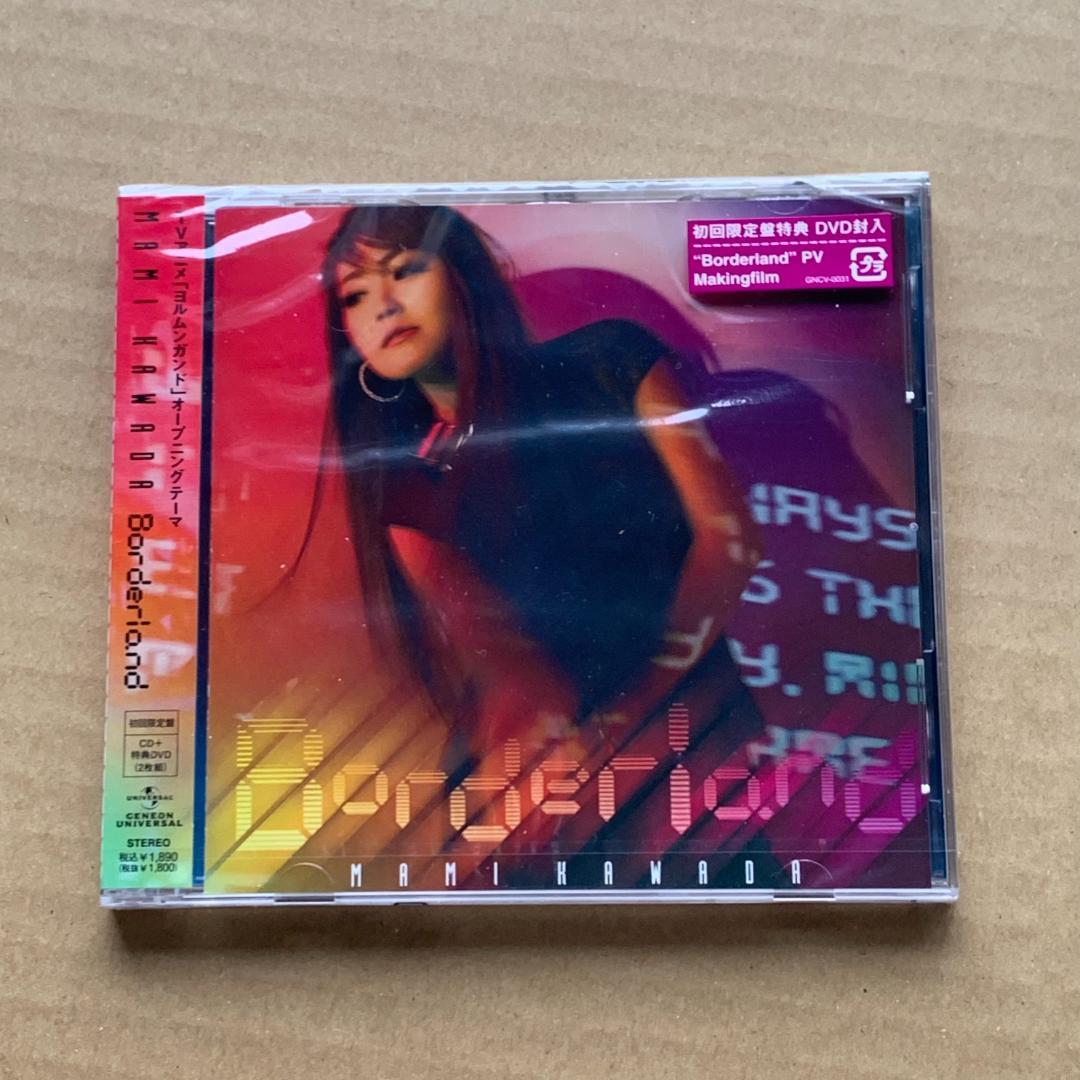 MAMI KAWADA Borderland
TVアニメ「ヨルムンガンド」オープニングテーマ
初回限定盤
CD+
特典DVD
(2枚組)
UNIVERSAL
GENEON
UNIVERSAL
STEREO
税込¥1,890
(税抜¥1,800)
初回限定盤特典 DVD封入
“Borderland” PV
Makingfilm
GNCV-0031
プラ
Borderland
MAMI KAWADA